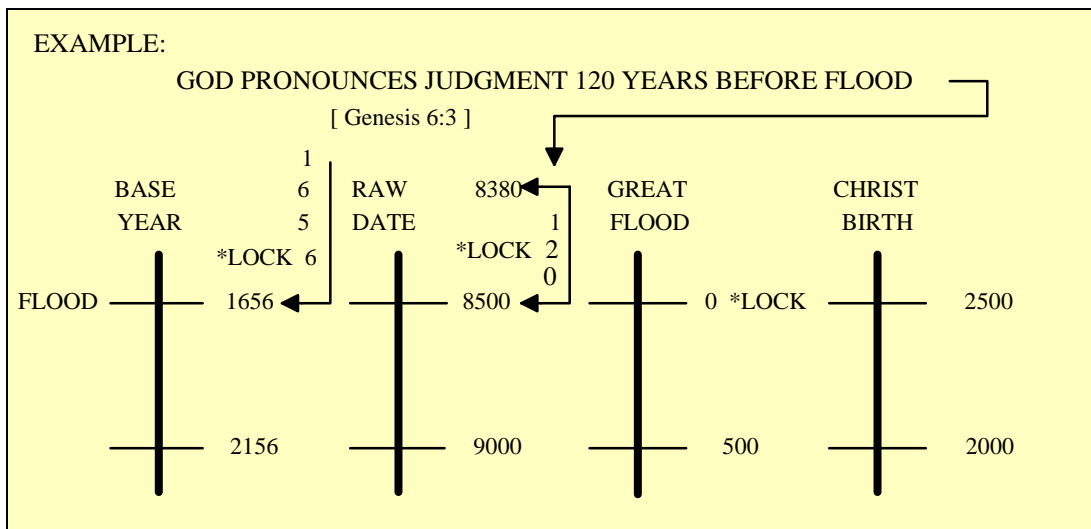 EXAMPLE:
GOD PRONOUNCES JUDGMENT 120 YEARS BEFORE FLOOD
[ Genesis 6:3 ]
1
BASE 6 RAW 8380 GREAT CHRIST
YEAR 5 DATE 1 FLOOD BIRTH
*LOCK 6 *LOCK 2
0
FLOOD 1656 8500 0 *LOCK 2500
2156 9000 500 2000